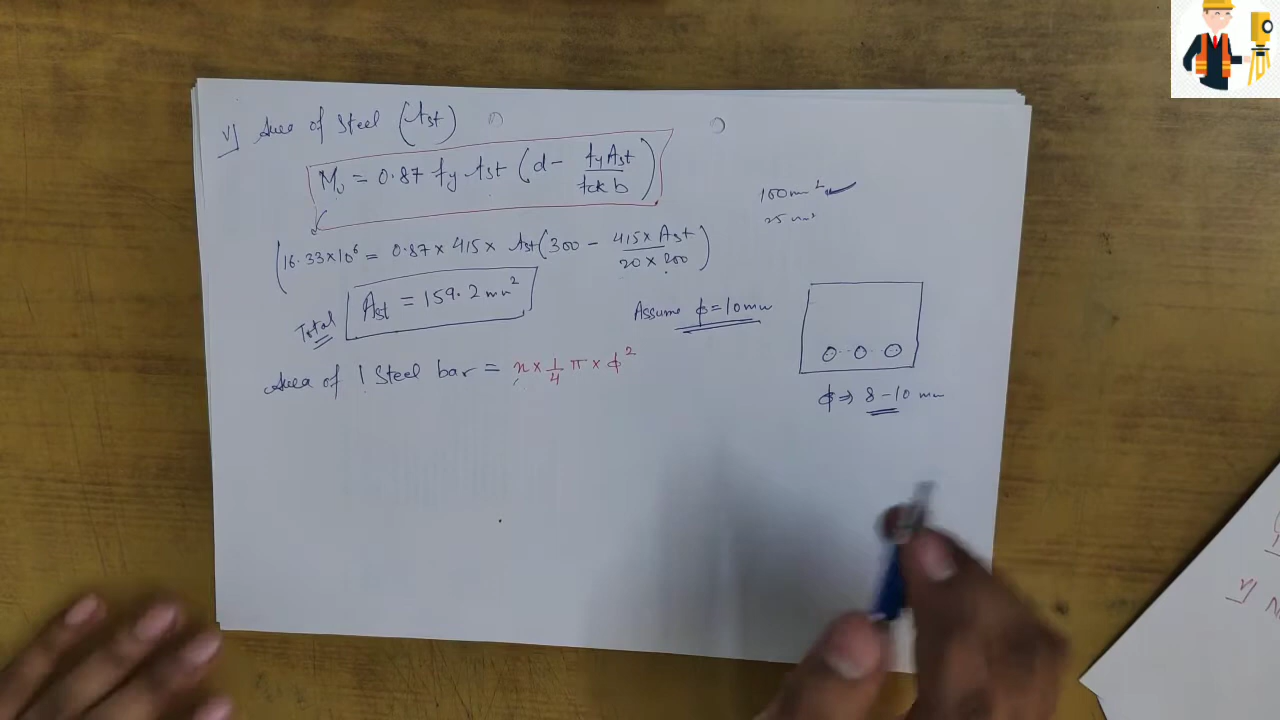 V] Area of Steel (Ast)
Mu = 0.87 fy Ast (d - fyAst / fck b)
16.33×10⁶ = 0.87 × 415 × Ast (300 - 415 × Ast / 20 × 200)
Total Ast = 159.2 mm²
Area of 1 Steel bar = n × 1/4 π × ϕ²
100mm²
25 mm²
Assume ϕ = 10mm
ϕ ⇒ 8 - 10 mm
V]